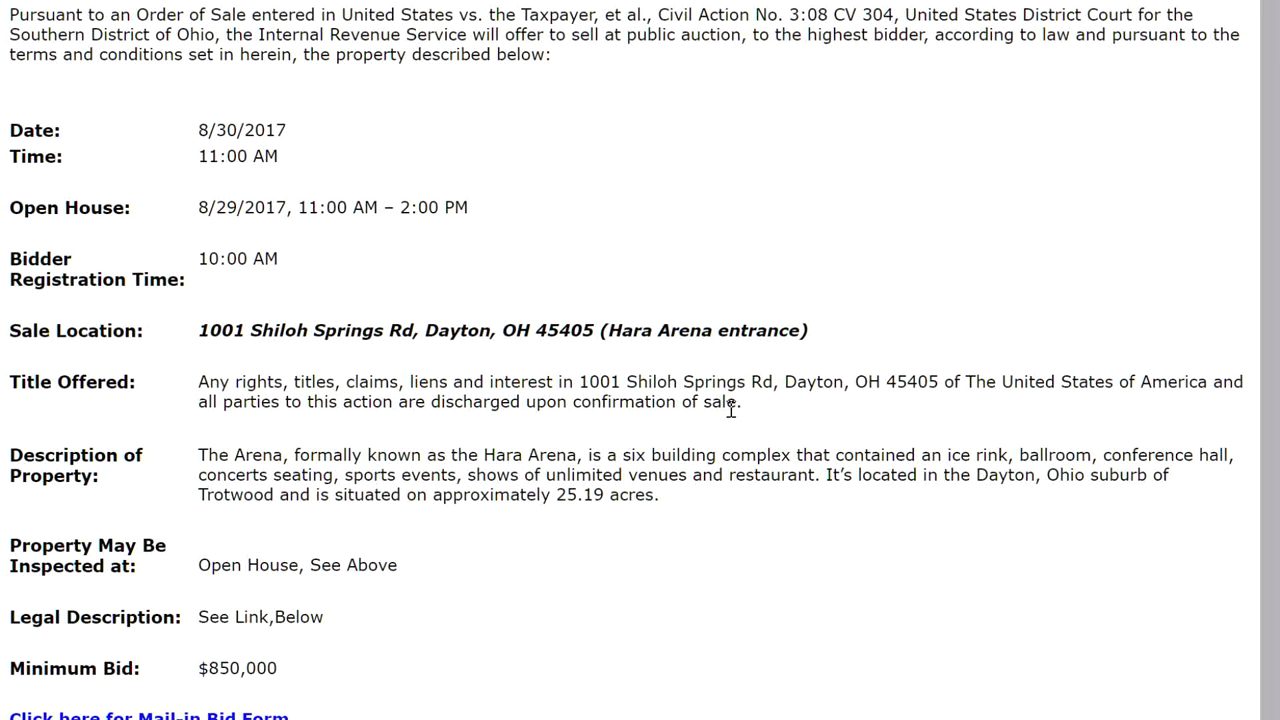 Pursuant to an Order of Sale entered in United States vs. the Taxpayer, et al., Civil Action No. 3:08 CV 304, United States District Court for the
Southern District of Ohio, the Internal Revenue Service will offer to sell at public auction, to the highest bidder, according to law and pursuant to the
terms and conditions set in herein, the property described below:
Date: 8/30/2017
Time: 11:00 AM
Open House: 8/29/2017, 11:00 AM – 2:00 PM
Bidder 10:00 AM
Registration Time:
Sale Location: 1001 Shiloh Springs Rd, Dayton, OH 45405 (Hara Arena entrance)
Title Offered: Any rights, titles, claims, liens and interest in 1001 Shiloh Springs Rd, Dayton, OH 45405 of The United States of America and
all parties to this action are discharged upon confirmation of sale.
Description of The Arena, formally known as the Hara Arena, is a six building complex that contained an ice rink, ballroom, conference hall,
Property: concerts seating, sports events, shows of unlimited venues and restaurant. It’s located in the Dayton, Ohio suburb of
Trotwood and is situated on approximately 25.19 acres.
Property May Be
Inspected at: Open House, See Above
Legal Description: See Link,Below
Minimum Bid: $850,000
Click here for Mail-in Bid Form